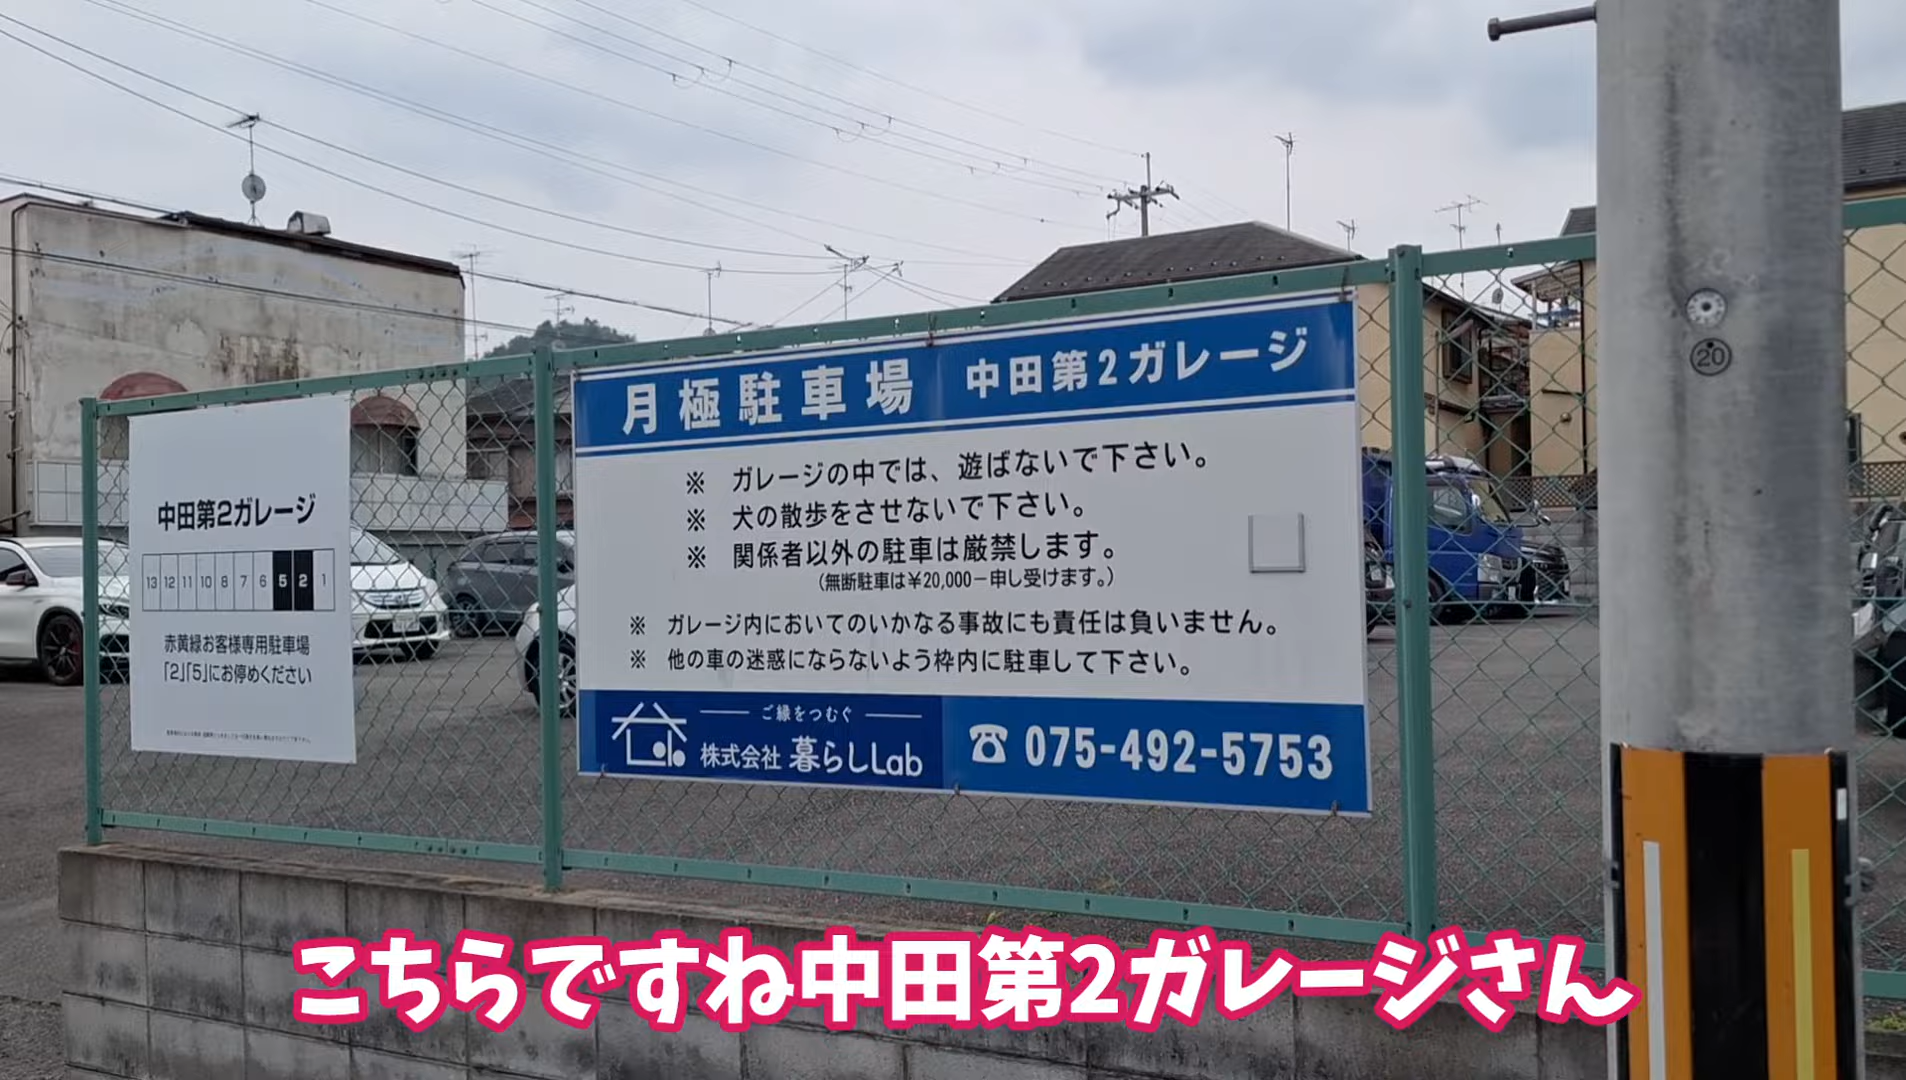 中田第2ガレージ
13 12 11 10 8 7 6 5 2 1
赤黄緑お客様専用駐車場
「2」「5」にお停めください
月極駐車場 中田第2ガレージ
※ ガレージの中では、遊ばないで下さい。
※ 犬の散歩をさせないで下さい。
※ 関係者以外の駐車は厳禁します。
(無断駐車は¥20,000−申し受けます。)
※ ガレージ内においてのいかなる事故にも責任は負いません。
※ 他の車の迷惑にならないよう枠内に駐車して下さい。
ご縁をつむぐ
株式会社 暮らしLab
☎ 075-492-5753
20
こちらですね中田第2ガレージさん